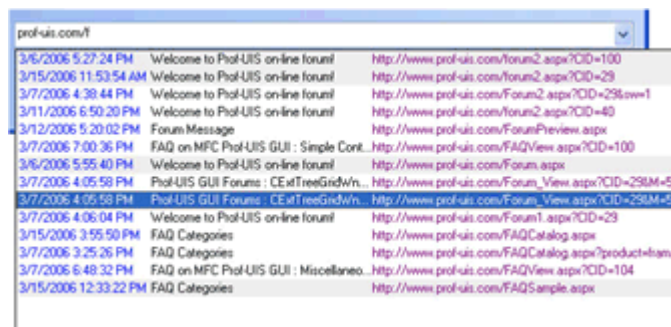 prof-uis.com/f
3/6/2006 5:27:24 PM Welcome to Prof-UIS on-line forum! http://www.prof-uis.com/forum2.aspx?CID=100
3/15/2006 11:53:54 AM Welcome to Prof-UIS on-line forum! http://www.prof-uis.com/forum2.aspx?CID=29
3/7/2006 4:38:44 PM Welcome to Prof-UIS on-line forum! http://www.prof-uis.com/Forum2.aspx?CID=29&sw=1
3/11/2006 6:50:20 PM Welcome to Prof-UIS on-line forum! http://www.prof-uis.com/forum2.aspx?CID=40
3/12/2006 5:20:02 PM Forum Message http://www.prof-uis.com/ForumPreview.aspx
3/7/2006 7:00:36 PM FAQ on MFC Prof-UIS GUI : Simple Cont... http://www.prof-uis.com/FAQView.aspx?CID=100
3/6/2006 5:55:40 PM Welcome to Prof-UIS on-line forum! http://www.prof-uis.com/Forum.aspx
3/7/2006 4:05:58 PM Prof-UIS GUI Forums : CExtTreeGridWn... http://www.prof-uis.com/Forum_View.aspx?CID=29&M=5
3/7/2006 4:05:58 PM Prof-UIS GUI Forums : CExtTreeGridWn... http://www.prof-uis.com/Forum_View.aspx?CID=29&M=5
3/7/2006 4:06:04 PM Welcome to Prof-UIS on-line forum! http://www.prof-uis.com/Forum1.aspx?CID=29
3/15/2006 3:55:50 PM FAQ Categories http://www.prof-uis.com/FAQCatalog.aspx
3/7/2006 3:25:26 PM FAQ Categories http://www.prof-uis.com/FAQCatalog.aspx?product=fram
3/7/2006 6:48:32 PM FAQ on MFC Prof-UIS GUI : Miscellaneo... http://www.prof-uis.com/FAQView.aspx?CID=104
3/15/2006 12:33:22 PM FAQ Categories http://www.prof-uis.com/FAQSample.aspx